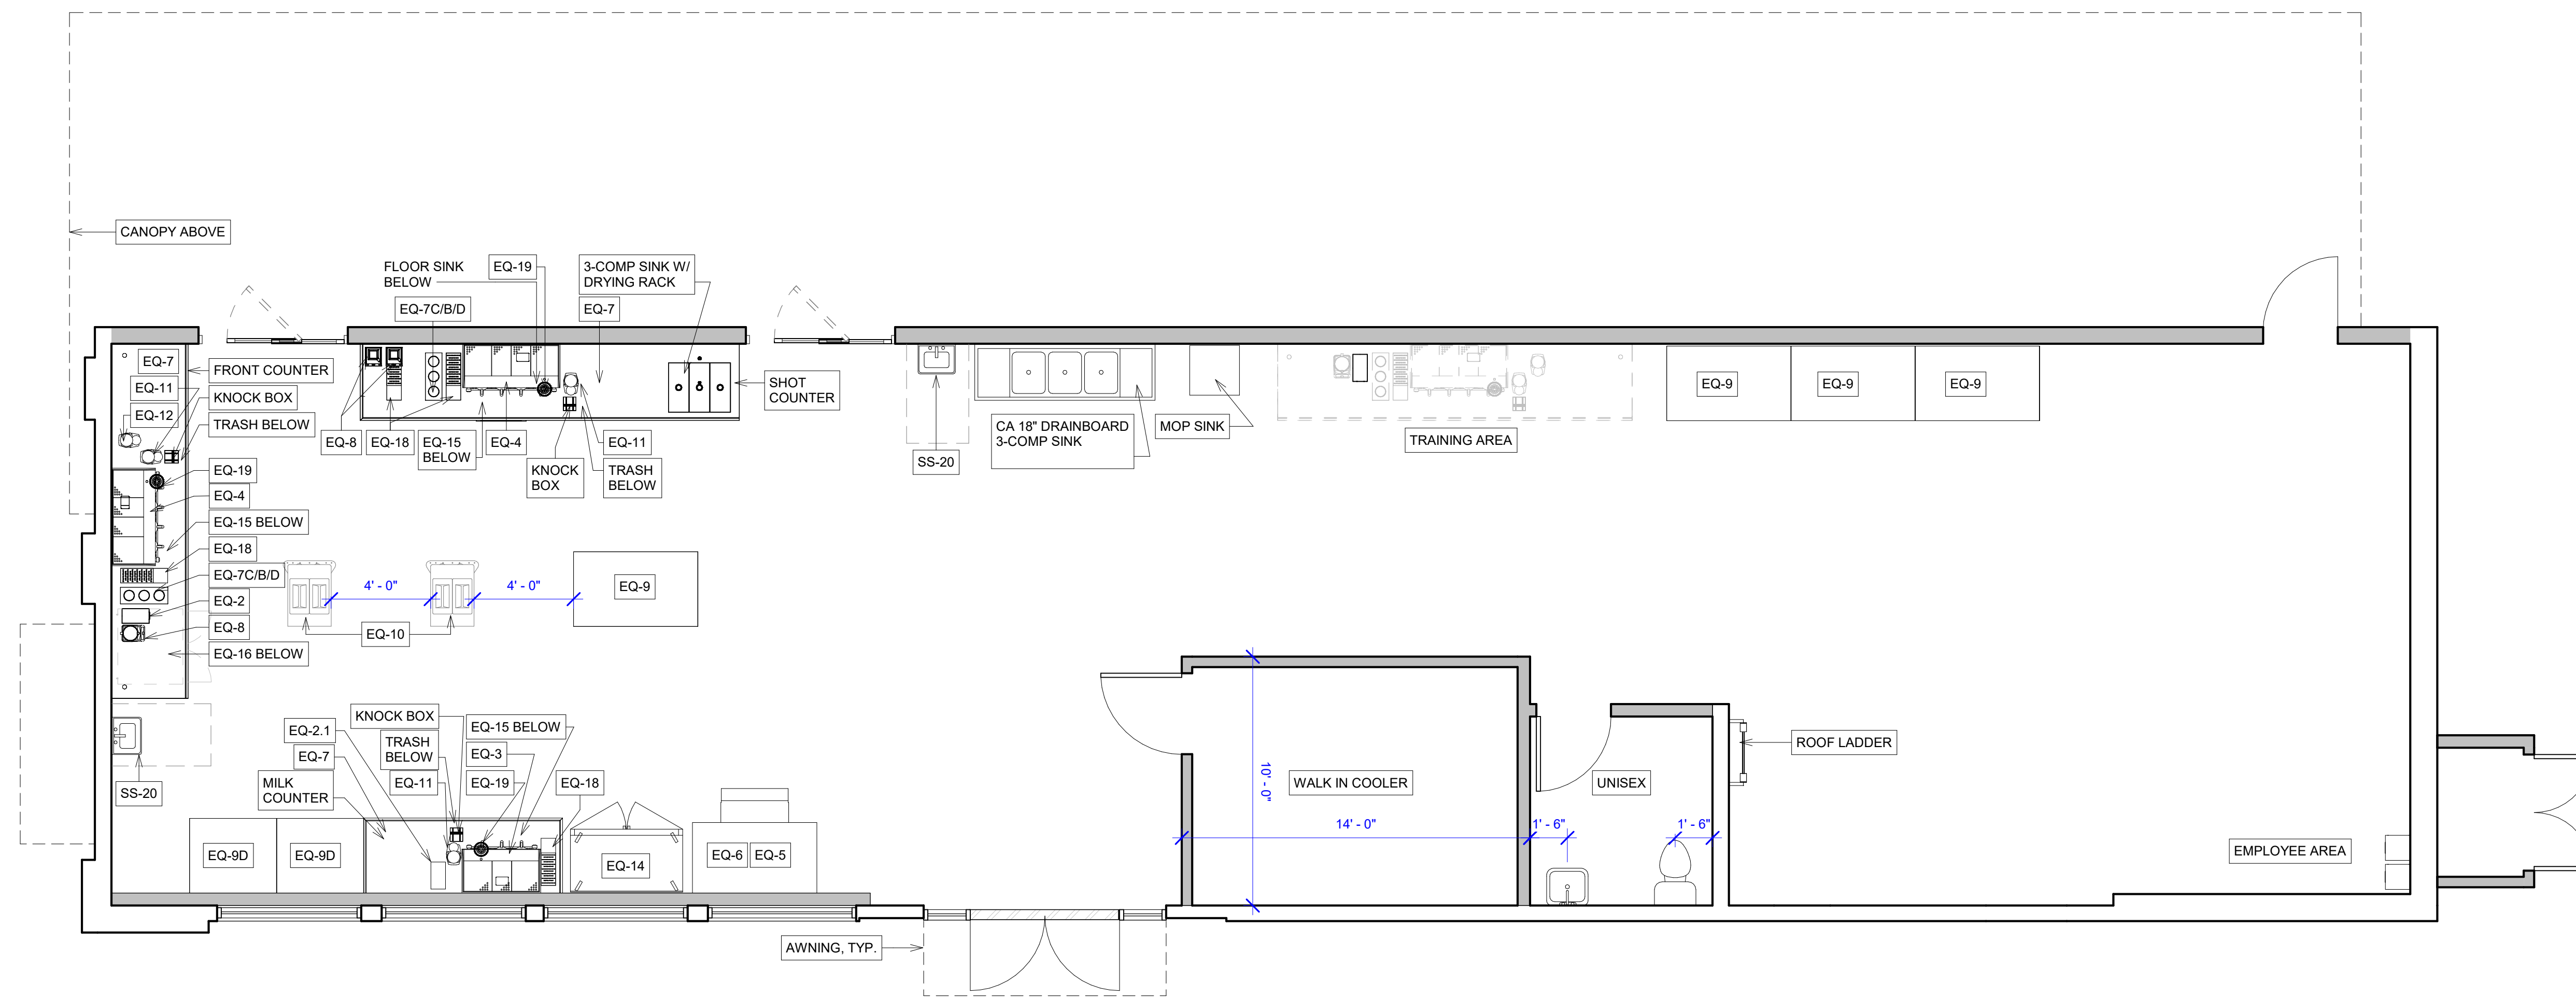 CANOPY ABOVE
FLOOR SINK
BELOW
EQ-19
3-COMP SINK W/
DRYING RACK
EQ-7C/B/D
EQ-7
EQ-7
FRONT COUNTER
EQ-11
KNOCK BOX
EQ-12
TRASH BELOW
SHOT
COUNTER
EQ-8
EQ-18
EQ-15
BELOW
EQ-4
EQ-11
KNOCK
BOX
TRASH
BELOW
SS-20
CA 18" DRAINBOARD
3-COMP SINK
MOP SINK
TRAINING AREA
EQ-9
EQ-9
EQ-9
EQ-19
EQ-4
EQ-15 BELOW
EQ-18
EQ-7C/B/D
EQ-2
EQ-8
EQ-16 BELOW
4' - 0"
4' - 0"
EQ-9
EQ-10
KNOCK BOX
EQ-15 BELOW
EQ-2.1
TRASH
BELOW
EQ-3
EQ-7
EQ-11
EQ-19
EQ-18
MILK
COUNTER
SS-20
EQ-9D
EQ-9D
EQ-14
EQ-6
EQ-5
10' - 0"
WALK IN COOLER
14' - 0"
UNISEX
1' - 6"
1' - 6"
ROOF LADDER
EMPLOYEE AREA
AWNING, TYP.